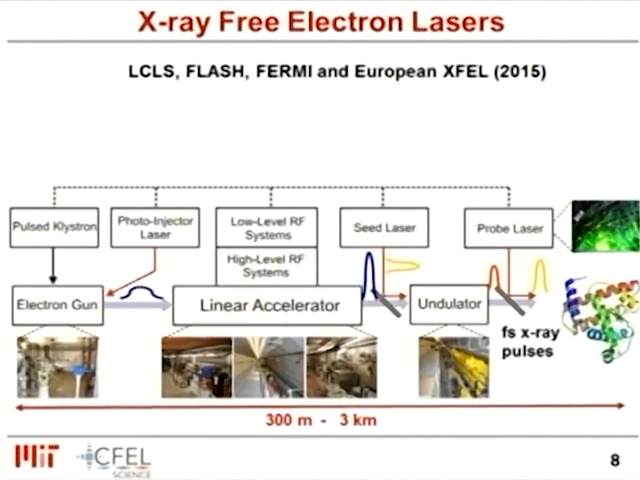 X-ray Free Electron Lasers
LCLS, FLASH, FERMI and European XFEL (2015)
Pulsed Klystron
Photo-Injector
Laser
Low-Level RF
Systems
High-Level RF
Systems
Seed Laser
Probe Laser
Electron Gun
Linear Accelerator
Undulator
fs x-ray
pulses
300 m - 3 km
MIT
CFEL
SCIENCE
8